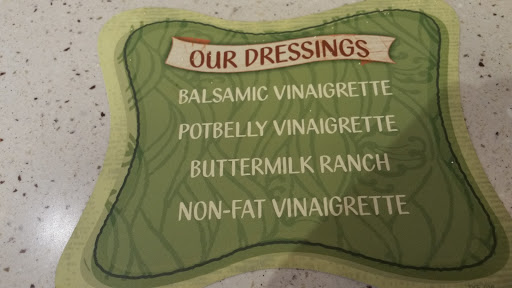 OUR DRESSINGS
BALSAMIC VINAIGRETTE
POTBELLY VINAIGRETTE
BUTTERMILK RANCH
NON-FAT VINAIGRETTE